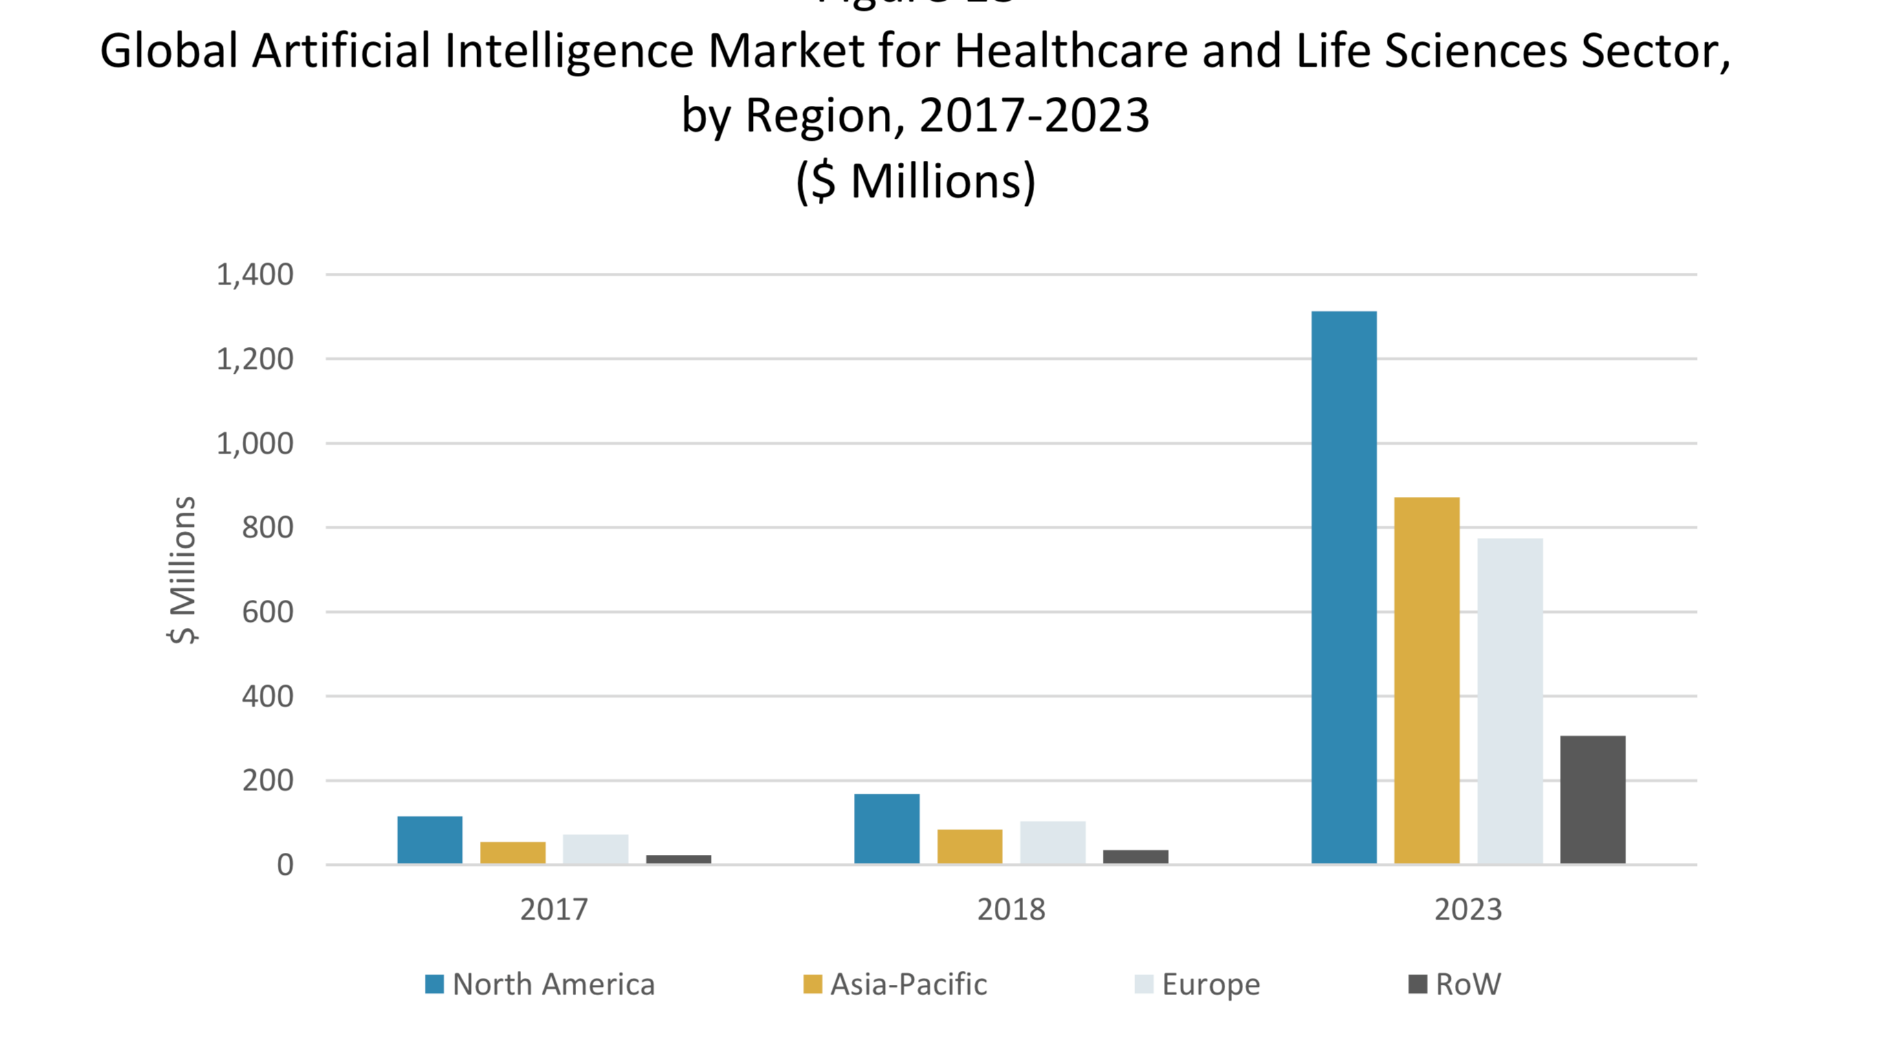 Figure
Global Artificial Intelligence Market for Healthcare and Life Sciences Sector,
by Region, 2017-2023
($ Millions)
1,400
1,200
1,000
800
600
400
200
0
$ Millions
2017 2018 2023
North America Asia-Pacific Europe RoW